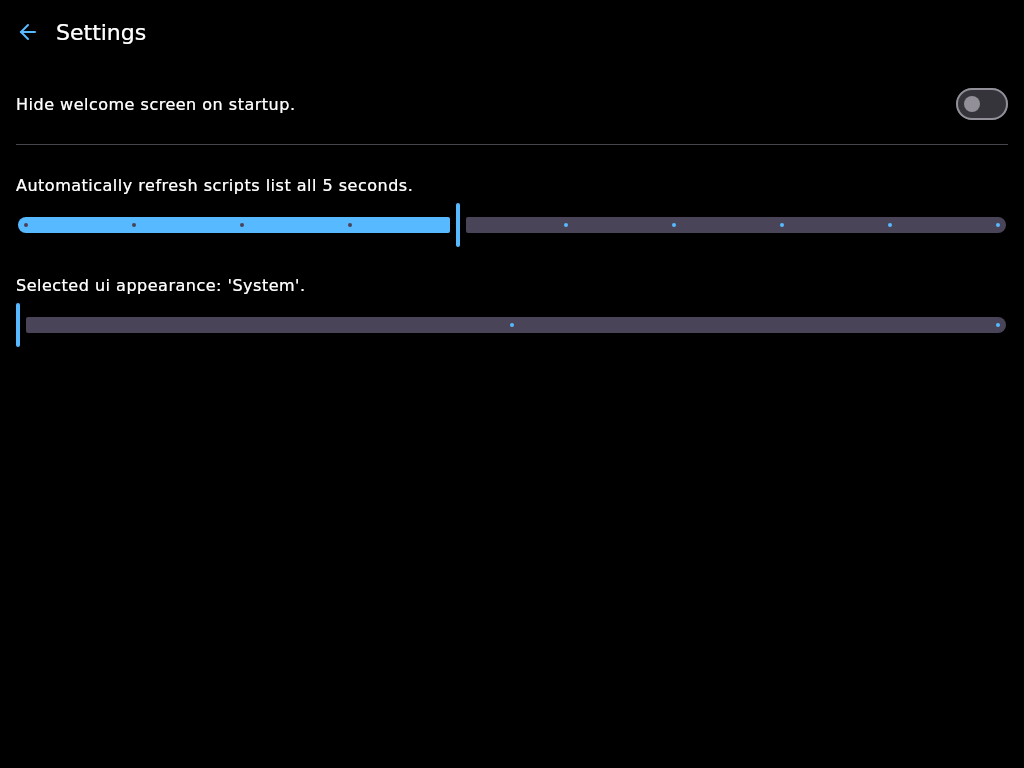 Settings
Hide welcome screen on startup.
Automatically refresh scripts list all 5 seconds.
Selected ui appearance: 'System'.